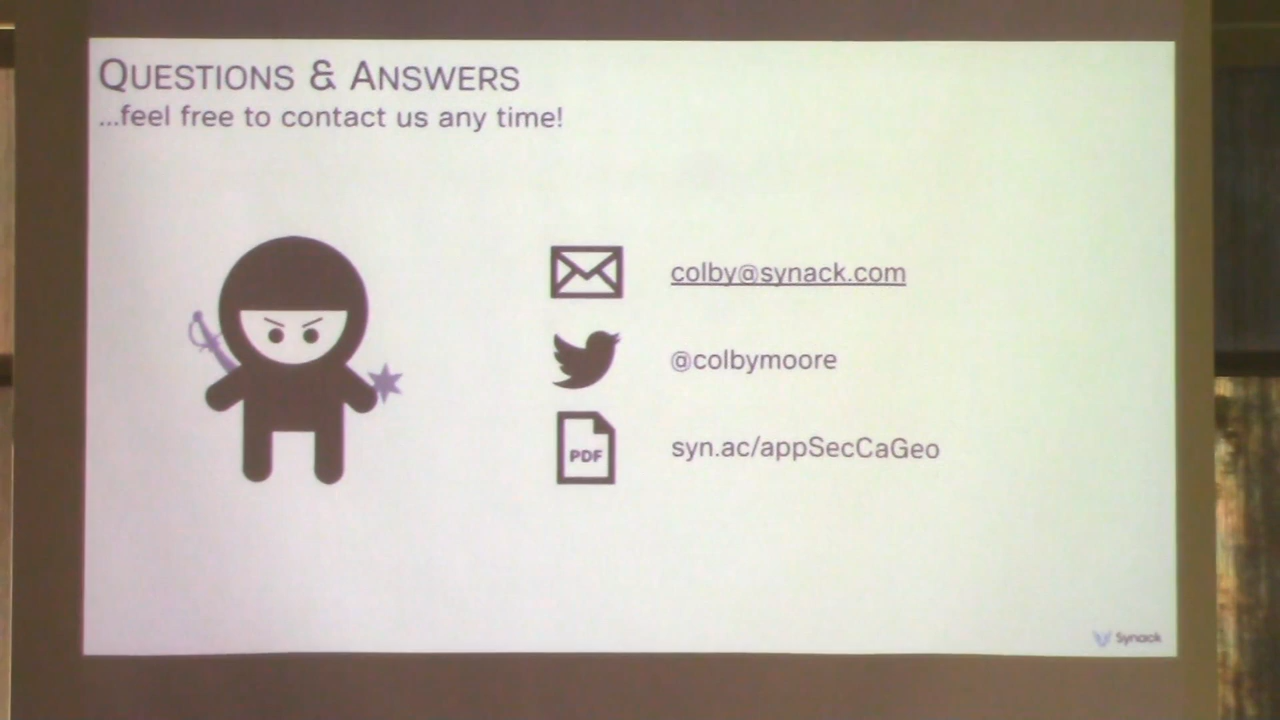 QUESTIONS & ANSWERS
...feel free to contact us any time!
colby@synack.com
@colbymoore
PDF
syn.ac/appSecCaGeo
Synack